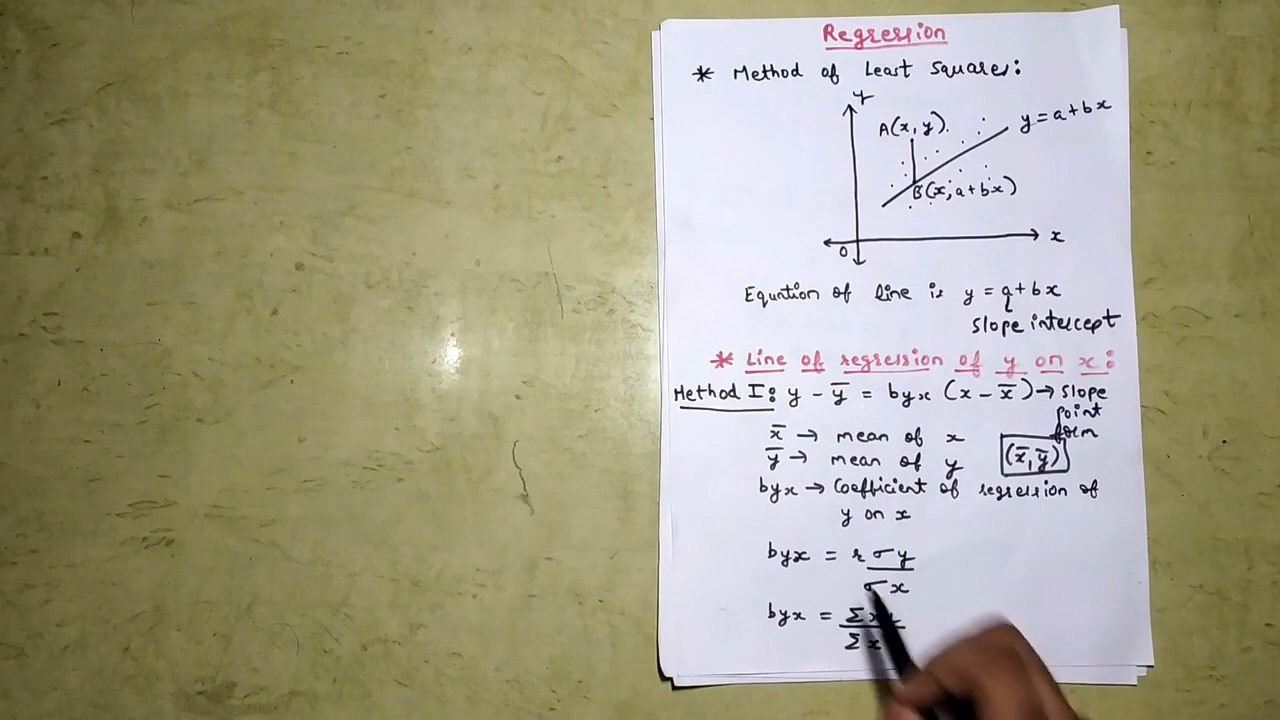 Regression
* Method of Least Squares:
Y
A(x, y)
y = a + bx
B(x, a + bx)
O
x
Equation of line is y = a + bx
slope intercept
* Line of regression of y on x:
Method I: y - ȳ = byx (x - x̄) → slope
point
form
x̄ → mean of x
(x̄, ȳ)
ȳ → mean of y
byx → Coefficient of regression of
y on x
byx = r σy
σx
byx = Σx
Σx